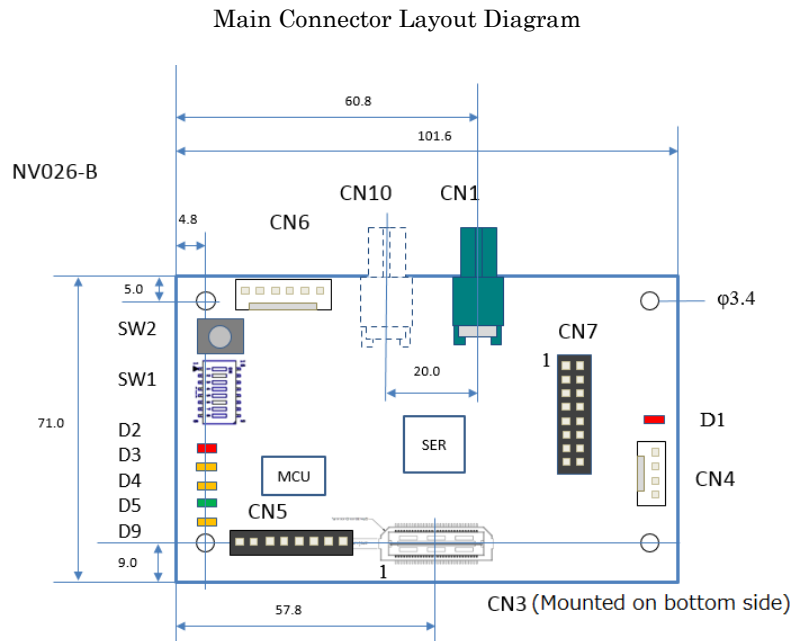 Main Connector Layout Diagram
60.8
101.6
NV026-B
CN10 CN1
4.8
CN6
5.0
φ3.4
SW2
CN7
1
SW1
20.0
71.0
D1
D2
SER
D3
D4
MCU
CN4
D5
CN5
D9
9.0
1
57.8
CN3 (Mounted on bottom side)